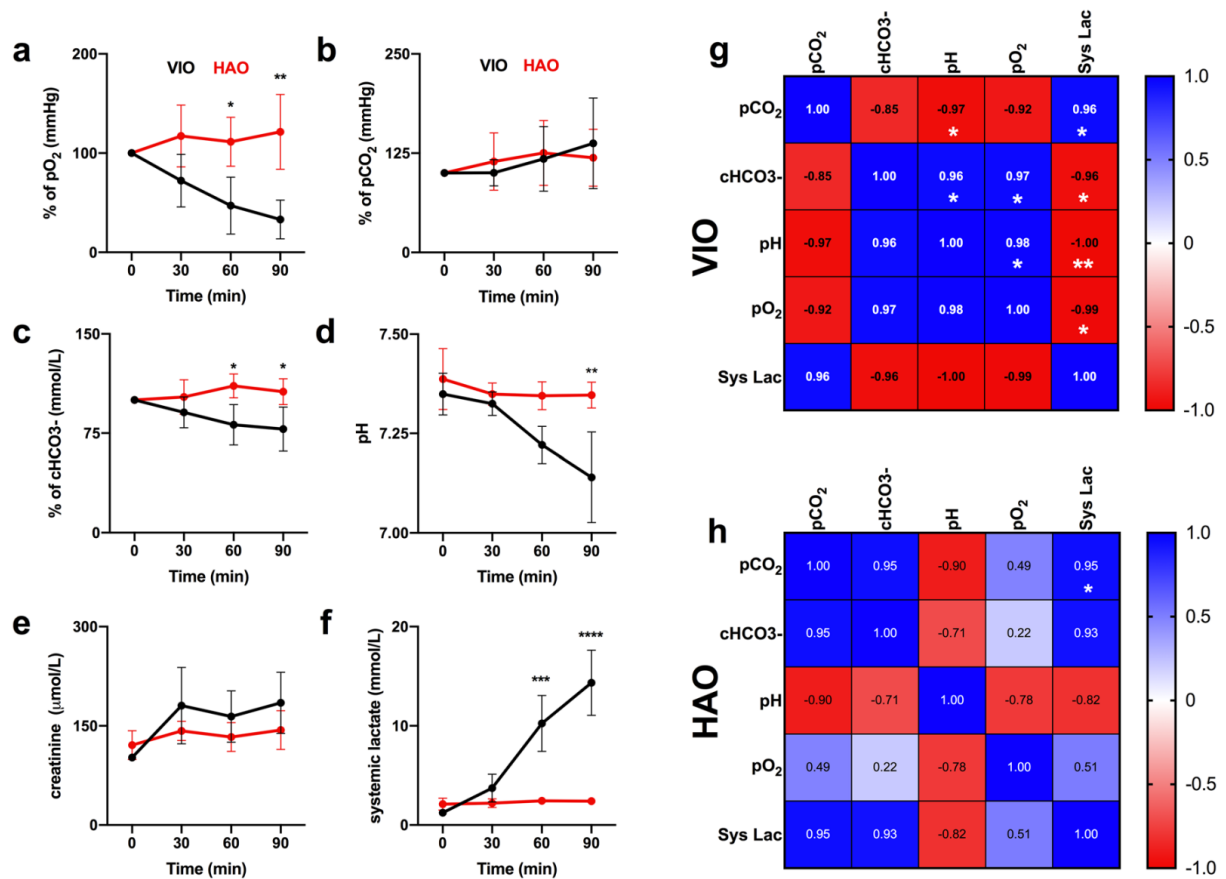 a
VIO HAO
* **
200
100
0
% of pO2 (mmHg)
0 30 60 90
Time (min)
b
VIO HAO
250
125
0
% of pCO2 (mmHg)
0 30 60 90
Time (min)
c
* *
150
75
0
% of cHCO3- (mmol/L)
0 30 60 90
Time (min)
d
**
7.50
7.25
7.00
pH
0 30 60 90
Time (min)
e
300
150
0
creatinine (μmol/L)
0 30 60 90
Time (min)
f
*** ****
20
10
0
systemic lactate (mmol/L)
0 30 60 90
Time (min)
g
VIO
pCO2 cHCO3- pH pO2 Sys Lac
pCO2 1.00 -0.85 -0.97 * -0.92 0.96 *
cHCO3- -0.85 1.00 0.96 * 0.97 * -0.96 *
pH -0.97 0.96 1.00 0.98 * -1.00 **
pO2 -0.92 0.97 0.98 1.00 -0.99 *
Sys Lac 0.96 -0.96 -1.00 -0.99 1.00
1.0
0.5
0
-0.5
-1.0
h
HAO
pCO2 cHCO3- pH pO2 Sys Lac
pCO2 1.00 0.95 -0.90 0.49 0.95 *
cHCO3- 0.95 1.00 -0.71 0.22 0.93
pH -0.90 -0.71 1.00 -0.78 -0.82
pO2 0.49 0.22 -0.78 1.00 0.51
Sys Lac 0.95 0.93 -0.82 0.51 1.00
1.0
0.5
0
-0.5
-1.0